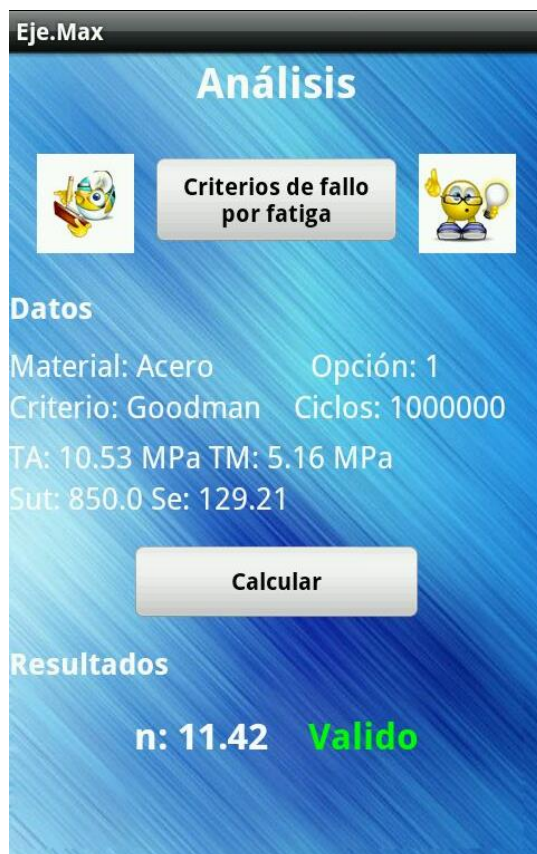 Eje.Max
Análisis
Criterios de fallo
por fatiga
Datos
Material: Acero Opción: 1
Criterio: Goodman Ciclos: 1000000
TA: 10.53 MPa TM: 5.16 MPa
Sut: 850.0 Se: 129.21
Calcular
Resultados
n: 11.42 Valido